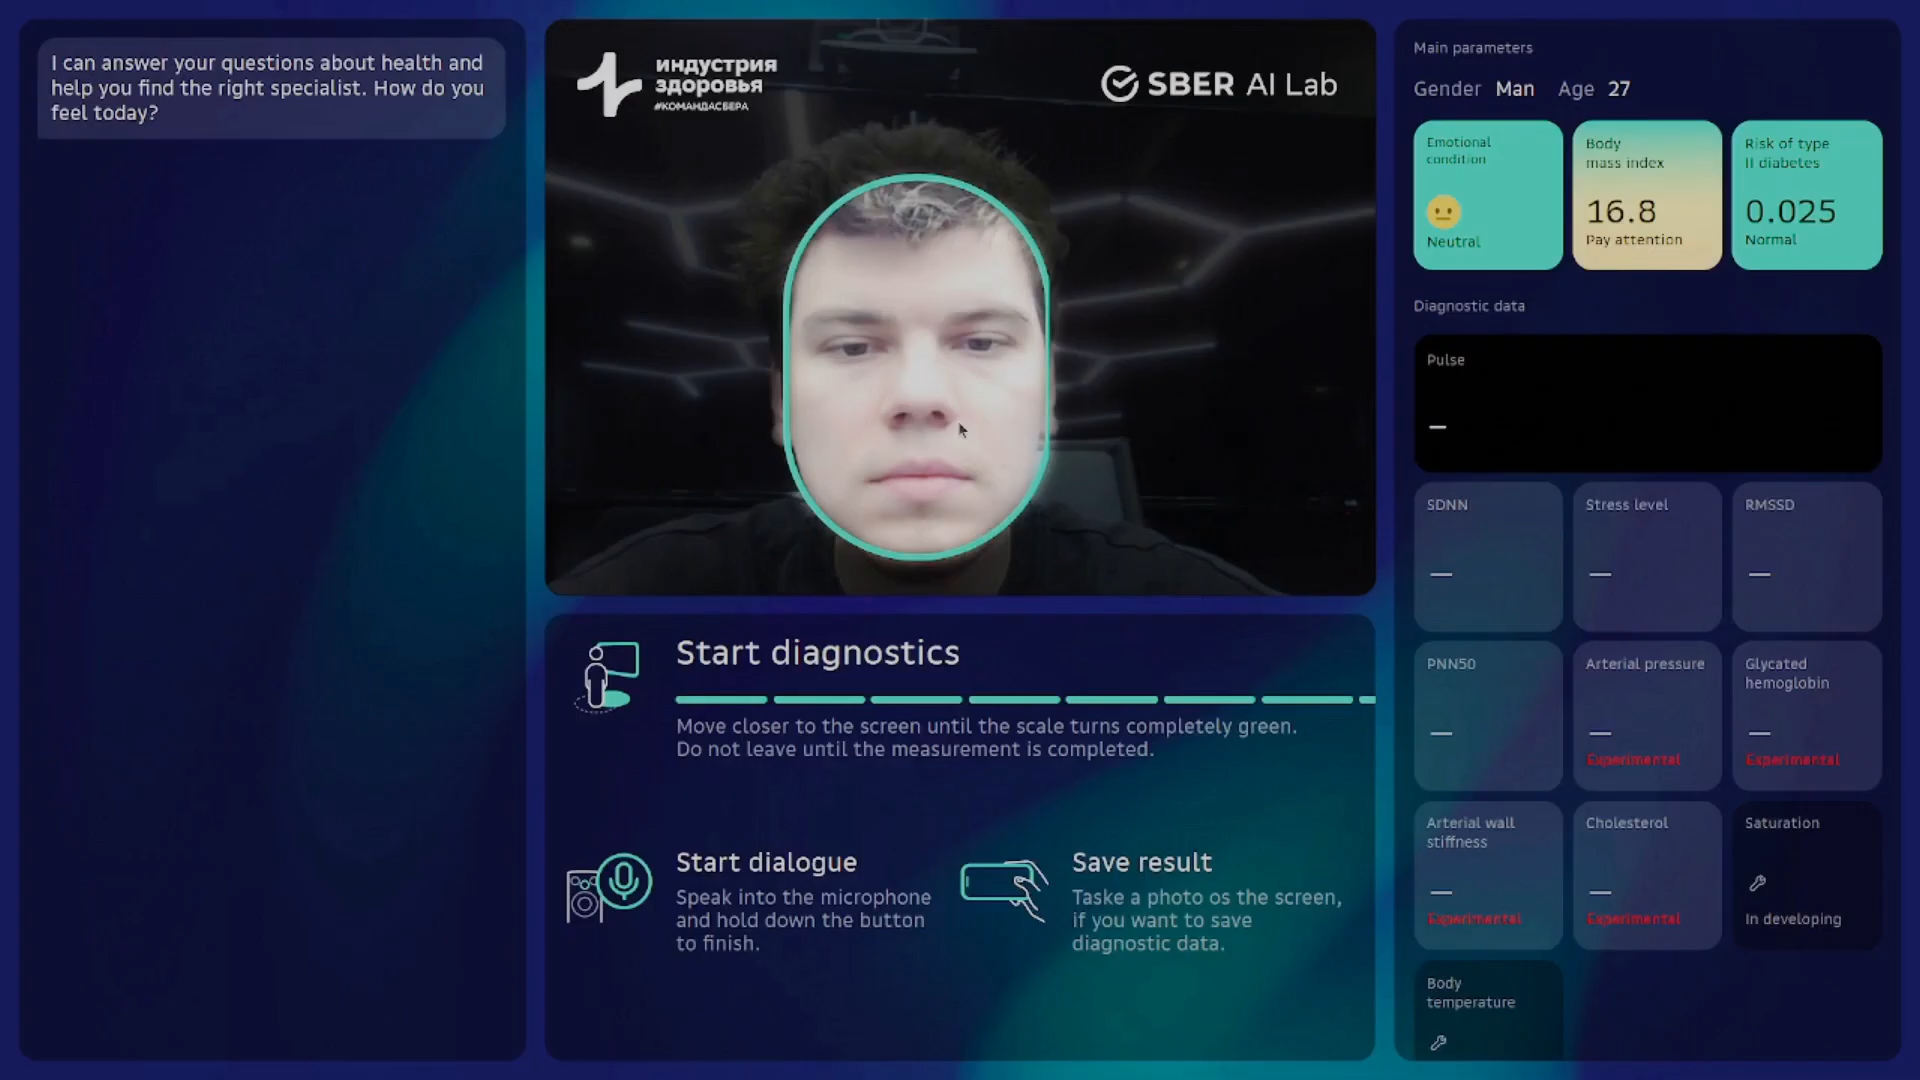 I can answer your questions about health and
help you find the right specialist. How do you
feel today?
индустрия
здоровья
#КОМАНДАСБЕРА
SBER AI Lab
Start diagnostics
Move closer to the screen until the scale turns completely green.
Do not leave until the measurement is completed.
Start dialogue
Speak into the microphone
and hold down the button
to finish.
Save result
Taske a photo os the screen,
if you want to save
diagnostic data.
Main parameters
Gender Man Age 27
Emotional
condition
Neutral
Body
mass index
16.8
Pay attention
Risk of type
II diabetes
0.025
Normal
Diagnostic data
Pulse
—
SDNN
—
Stress level
—
RMSSD
—
PNN50
—
Arterial pressure
—
Experimental
Glycated
hemoglobin
—
Experimental
Arterial wall
stiffness
—
Experimental
Cholesterol
—
Experimental
Saturation
In developing
Body
temperature